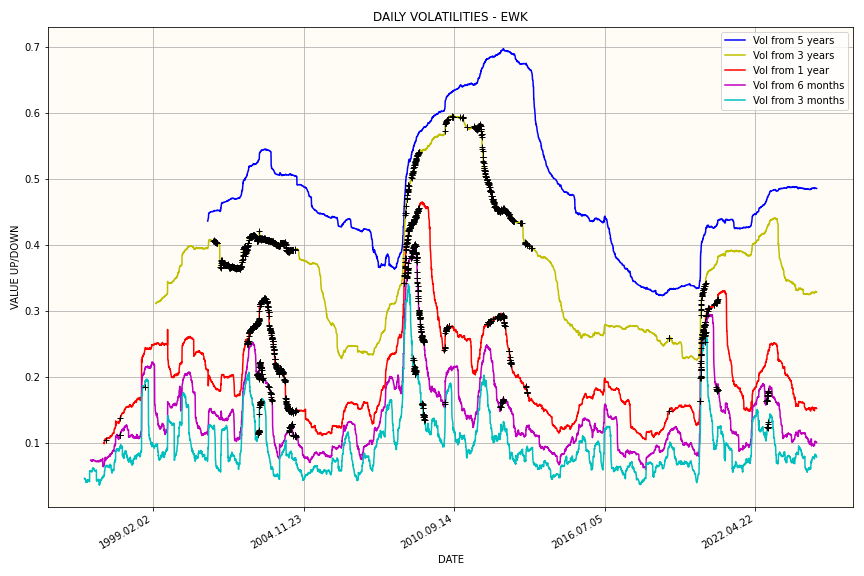 DAILY VOLATILITIES - EWK
Vol from 5 years
Vol from 3 years
Vol from 1 year
Vol from 6 months
Vol from 3 months
VALUE UP/DOWN
0.7
0.6
0.5
0.4
0.3
0.2
0.1
1999.02.02
2004.11.23
2010.09.14
2016.07.05
2022.04.22
DATE